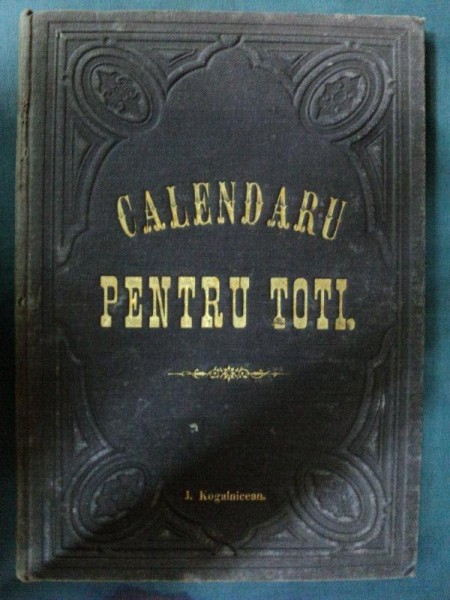 CALENDARU
PENTRU TOTI,
J. Kogalnicean.